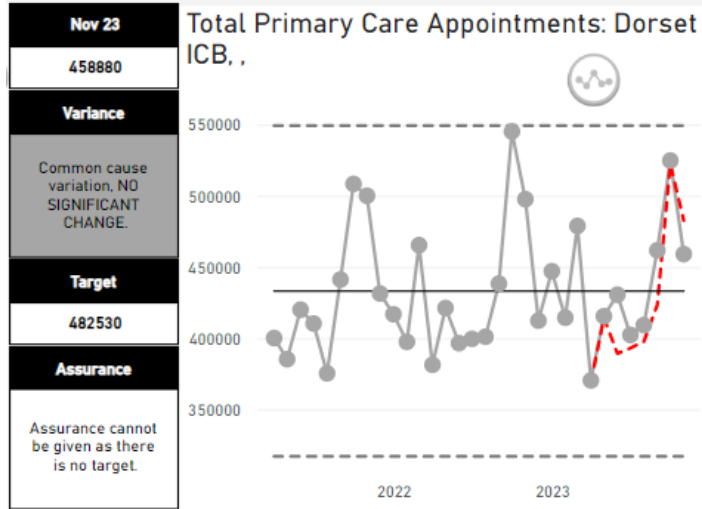 Nov 23
458880
Variance
Common cause
variation, NO
SIGNIFICANT
CHANGE.
Target
482530
Assurance
Assurance cannot
be given as there
is no target.
Total Primary Care Appointments: Dorset
ICB, ,
550000
500000
450000
400000
350000
2022
2023